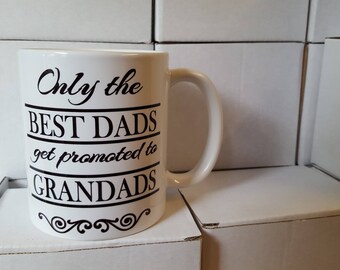 Only the
BEST DADS
get promoted to
GRANDADS